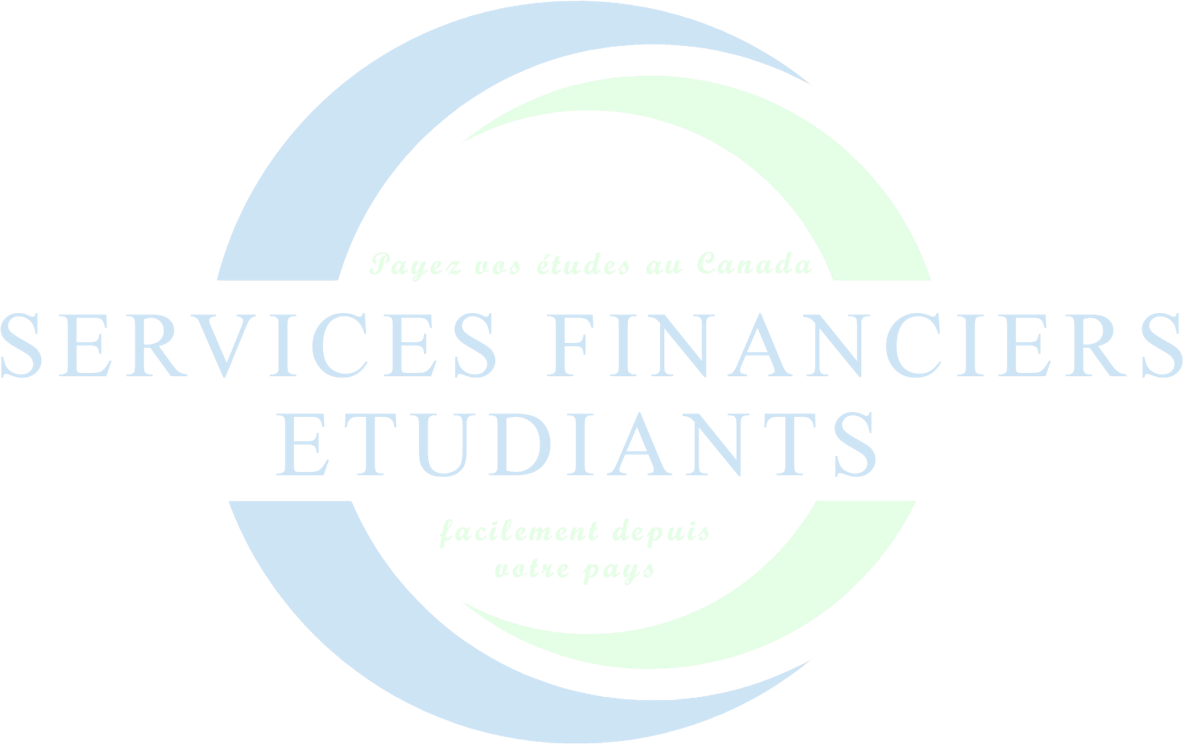 Payez vos études au Canada
SERVICES FINANCIERS
ETUDIANTS
facilement depuis
votre pays